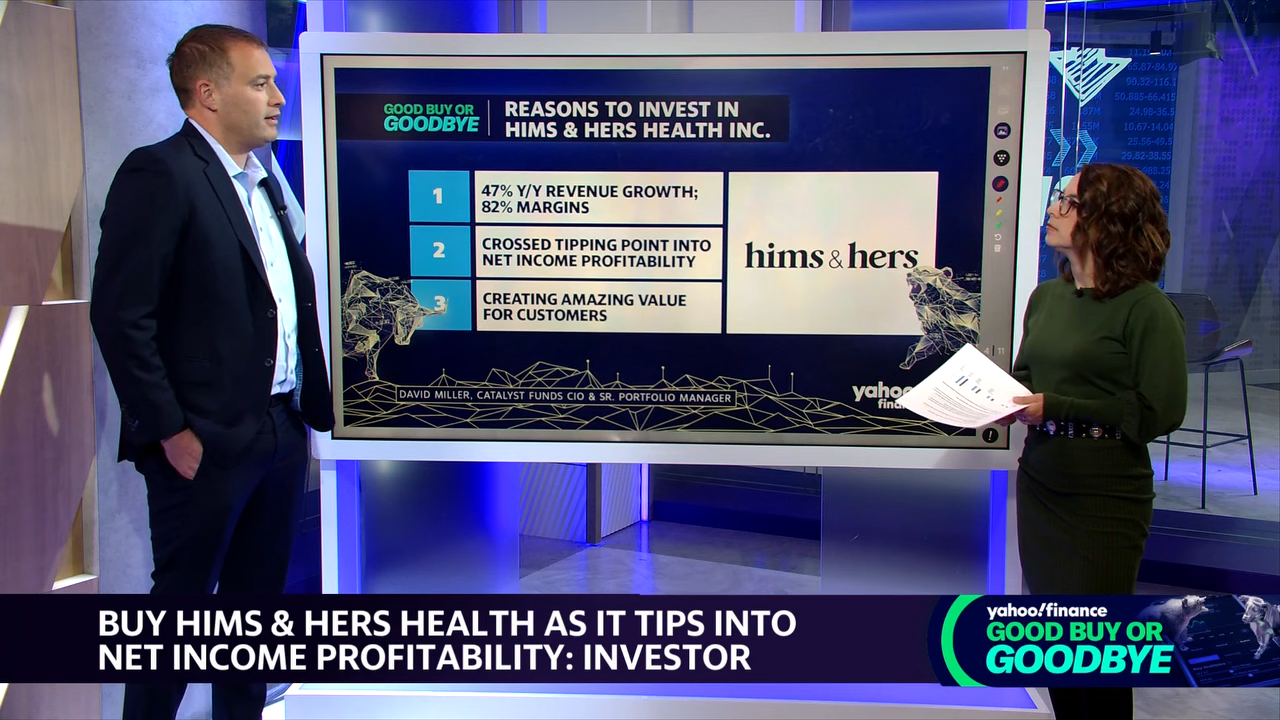 GOOD BUY OR
GOODBYE
REASONS TO INVEST IN
HIMS & HERS HEALTH INC.
1
47% Y/Y REVENUE GROWTH;
82% MARGINS
2
CROSSED TIPPING POINT INTO
NET INCOME PROFITABILITY
3
CREATING AMAZING VALUE
FOR CUSTOMERS
hims & hers
DAVID MILLER, CATALYST FUNDS CIO & SR. PORTFOLIO MANAGER
yahoo
finan
BUY HIMS & HERS HEALTH AS IT TIPS INTO
NET INCOME PROFITABILITY: INVESTOR
yahoo!finance
GOOD BUY OR
GOODBYE